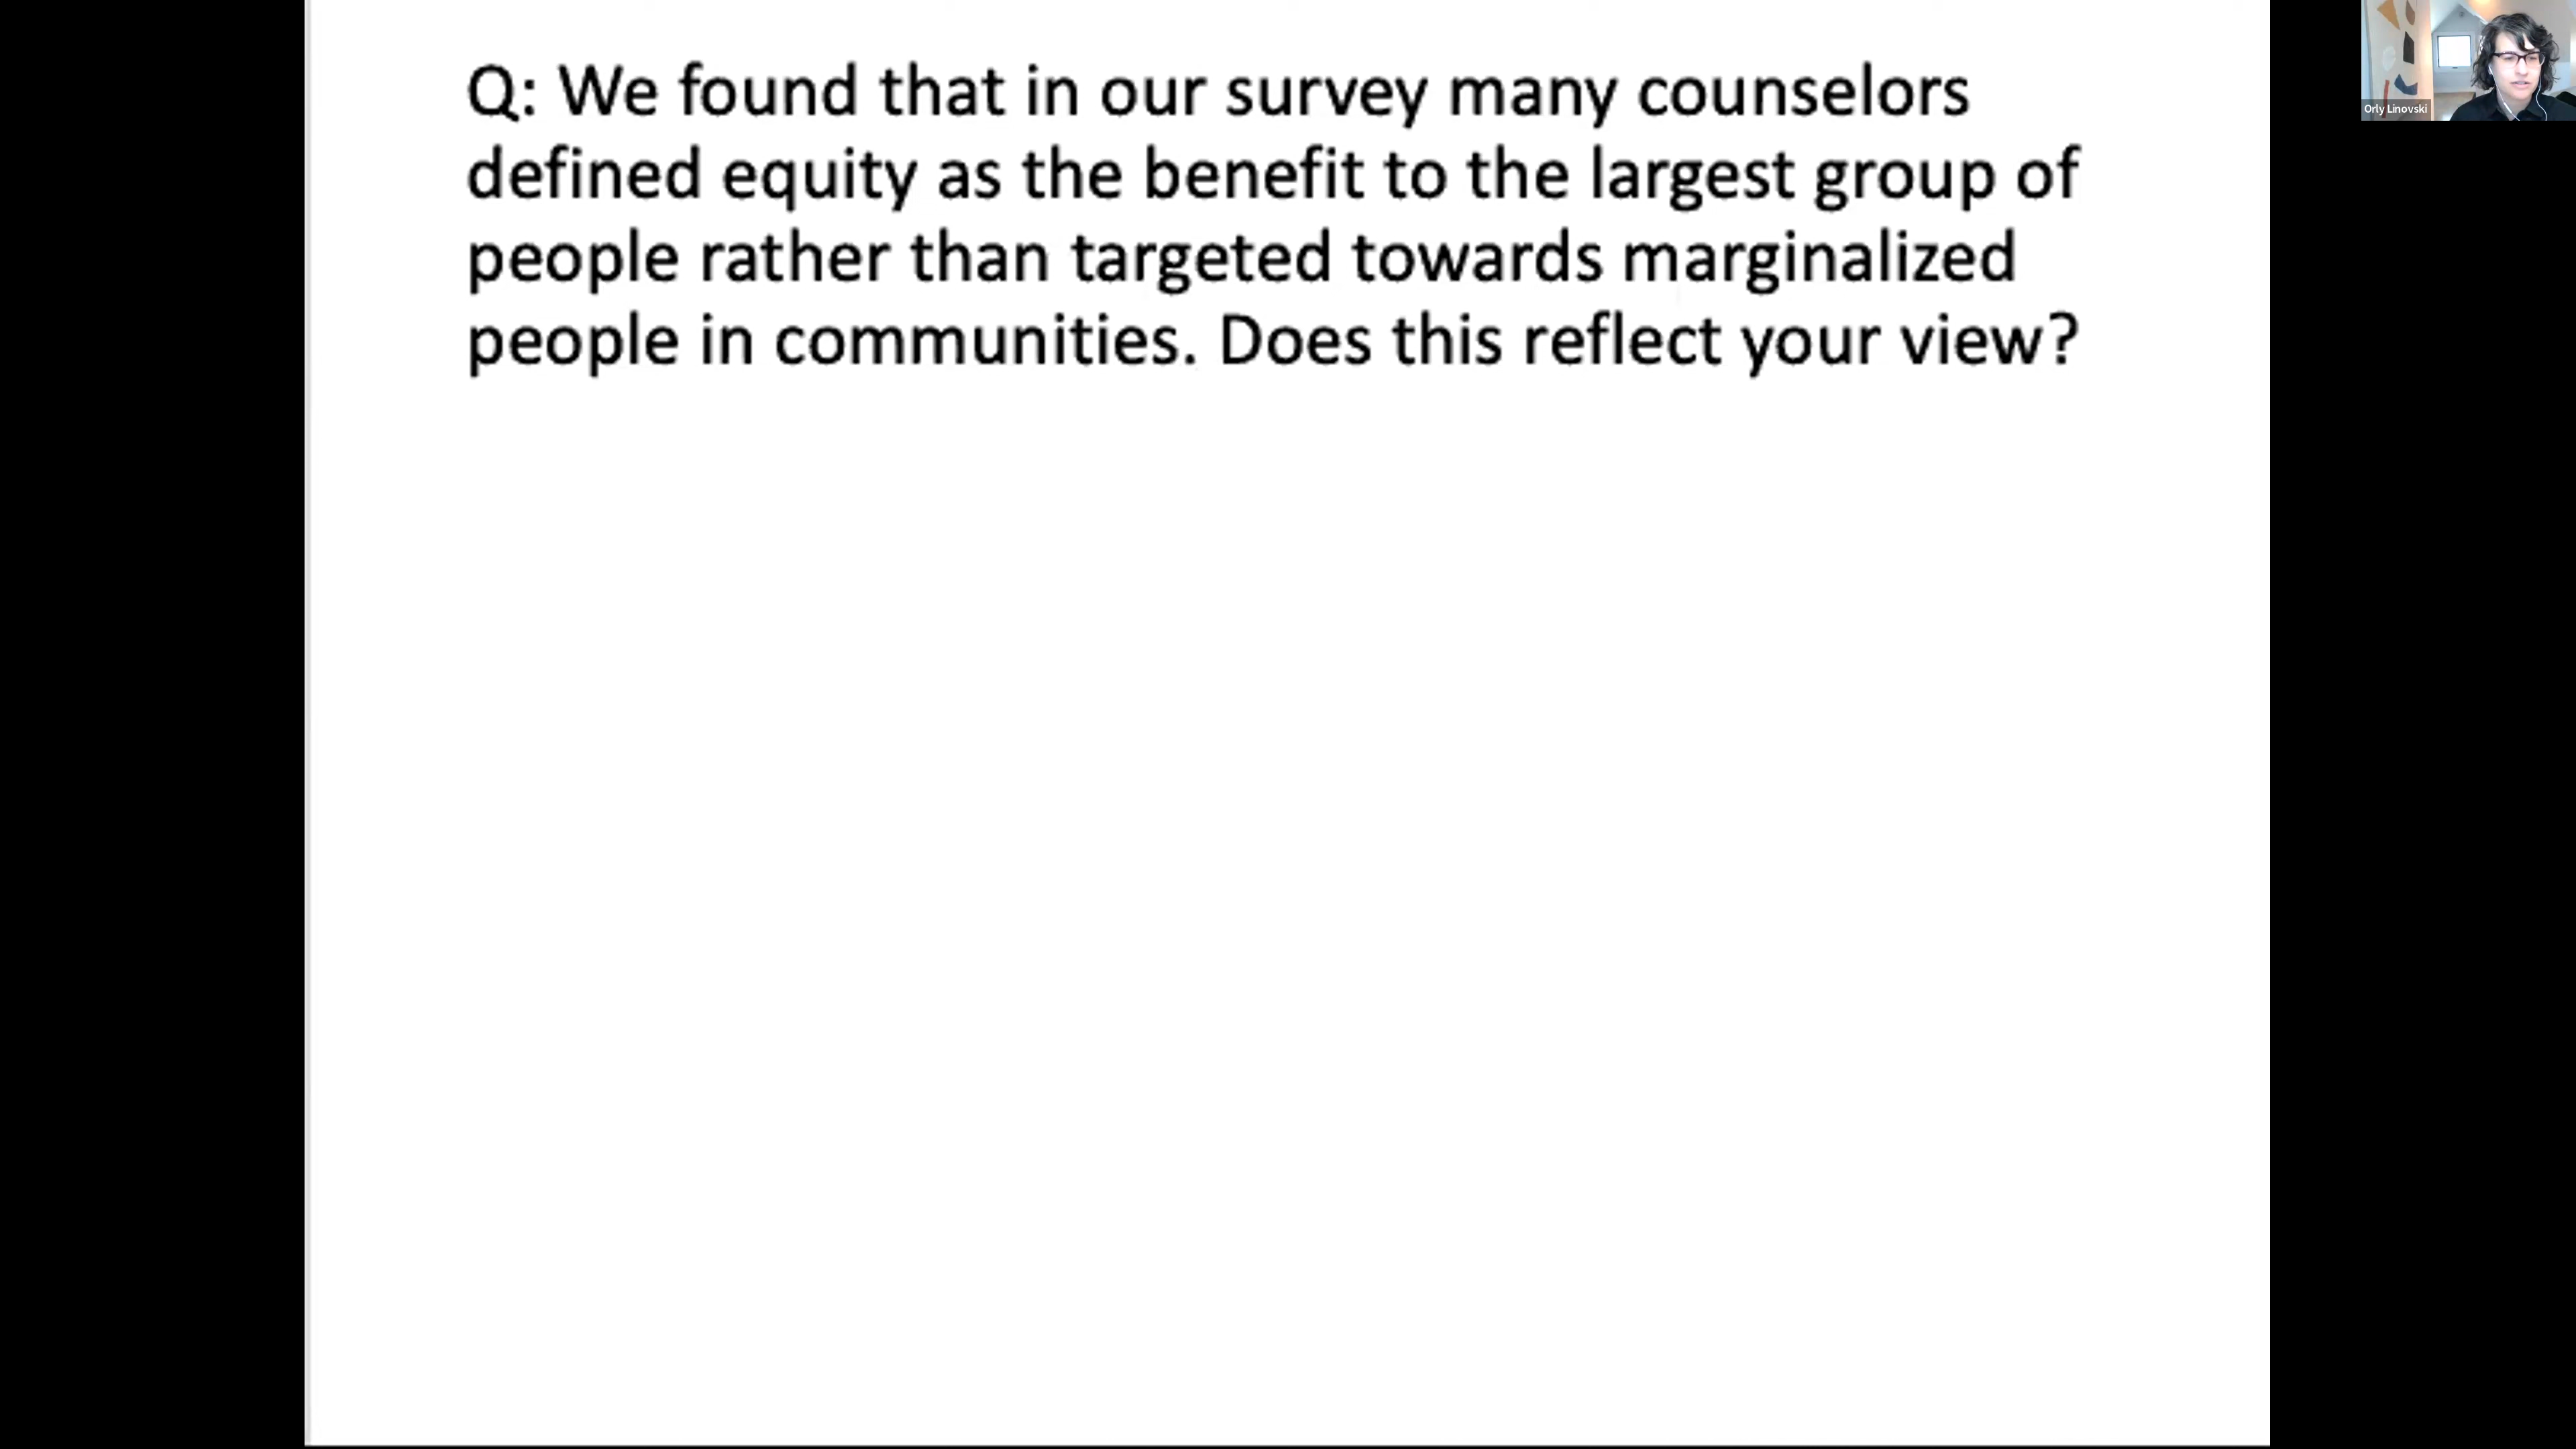 Q: We found that in our survey many counselors
defined equity as the benefit to the largest group of
people rather than targeted towards marginalized
people in communities. Does this reflect your view?
Orly Linovski